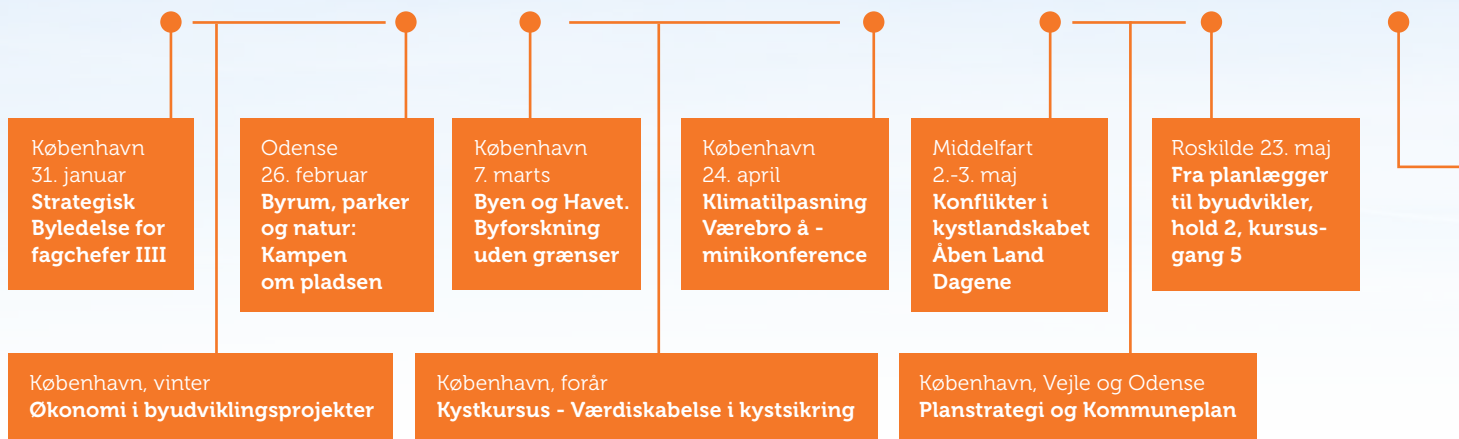 København
31. januar
Strategisk
Byledelse for
fagchefer IIII
Odense
26. februar
Byrum, parker
og natur:
Kampen
om pladsen
København
7. marts
Byen og Havet.
Byforskning
uden grænser
København
24. april
Klimatilpasning
Værebro å -
minikonference
Middelfart
2.-3. maj
Konflikter i
kystlandskabet
Åben Land
Dagene
Roskilde 23. maj
Fra planlægger
til byudvikler,
hold 2, kursus-
gang 5
København, vinter
Økonomi i byudviklingsprojekter
København, forår
Kystkursus - Værdiskabelse i kystsikring
København, Vejle og Odense
Planstrategi og Kommuneplan